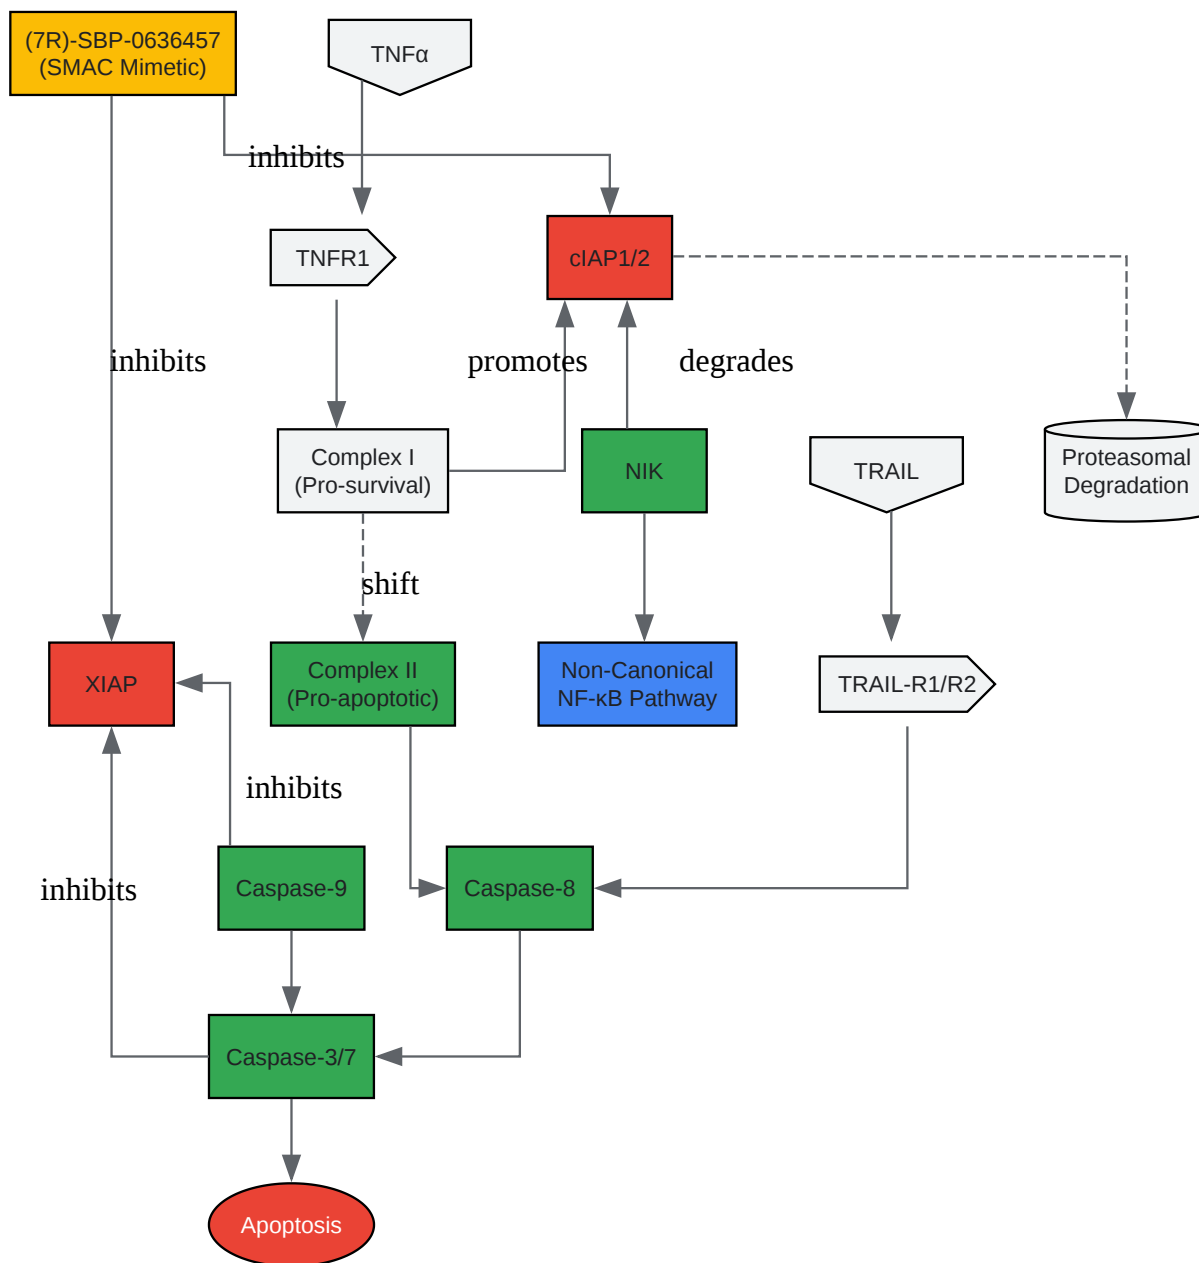 (7R)-SBP-0636457
(SMAC Mimetic)
TNFα
inhibits
TNFR1
cIAP1/2
inhibits
promotes
degrades
Complex I
(Pro-survival)
NIK
TRAIL
Proteasomal
Degradation
shift
XIAP
Complex II
(Pro-apoptotic)
Non-Canonical
NF-κB Pathway
TRAIL-R1/R2
inhibits
inhibits
Caspase-9
Caspase-8
Caspase-3/7
Apoptosis